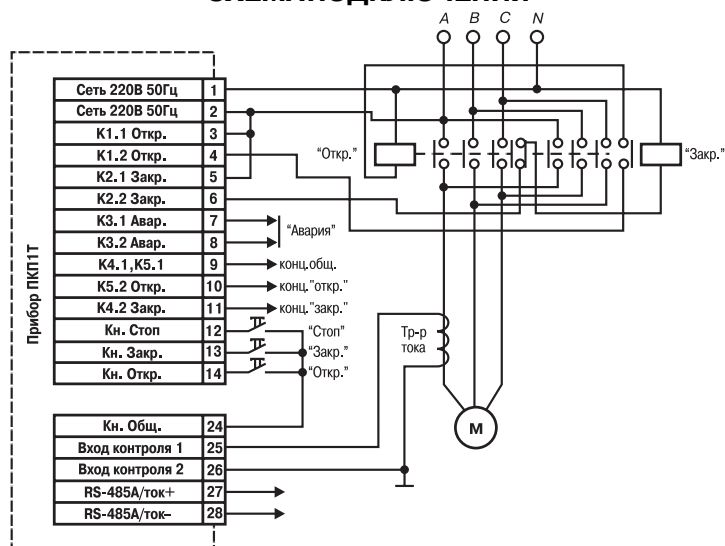 СХЕМА ПОДКЛЮЧЕНИЯ
A B C N
Прибор ПКП1Т
Сеть 220В 50Гц 1
Сеть 220В 50Гц 2
К1.1 Откр. 3
К1.2 Откр. 4
К2.1 Закр. 5
К2.2 Закр. 6
К3.1 Авар. 7
К3.2 Авар. 8
К4.1,К5.1 9
К5.2 Откр. 10
К4.2 Закр. 11
Кн. Стоп 12
Кн. Закр. 13
Кн. Откр. 14
"Откр."
"Закр."
"Авария"
конц.общ.
конц."откр."
конц."закр."
"Стоп"
"Закр."
"Откр."
Тр-р
тока
М
Кн. Общ. 24
Вход контроля 1 25
Вход контроля 2 26
RS-485А/ток+ 27
RS-485А/ток– 28